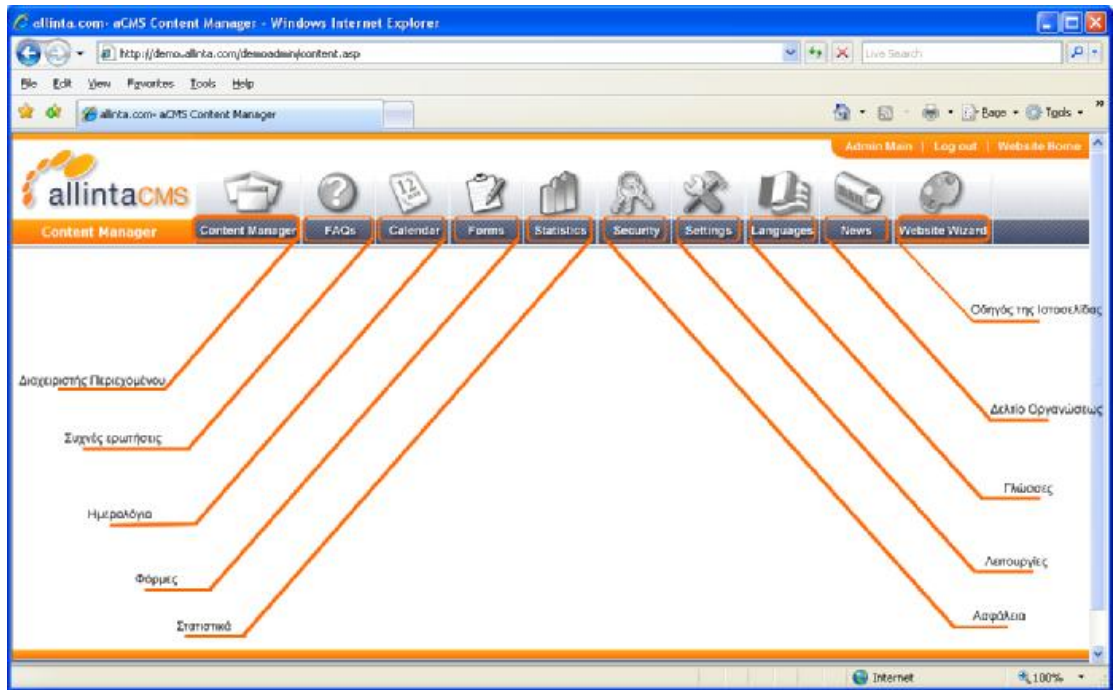 allinta.com- aCMS Content Manager - Windows Internet Explorer
http://demo.allinta.com/demoadmin/content.asp
Live Search
File Edit View Favorites Tools Help
allinta.com- aCMS Content Manager
Page Tools
Admin Main | Log out | Website Home
allintaCMS
12
Content Manager
Content Manager FAQs Calendar Forms Statistics Security Settings Languages News Website Wizard
Οδηγός της Ιστοσελίδας
Διαχειριστής Περιεχομένου
Δελτίο Οργανώσεως
Συχνές ερωτήσεις
Γλώσσες
Ημερολόγια
Λειτουργίες
Φόρμες
Ασφάλεια
Στατιστικά
Internet 100%